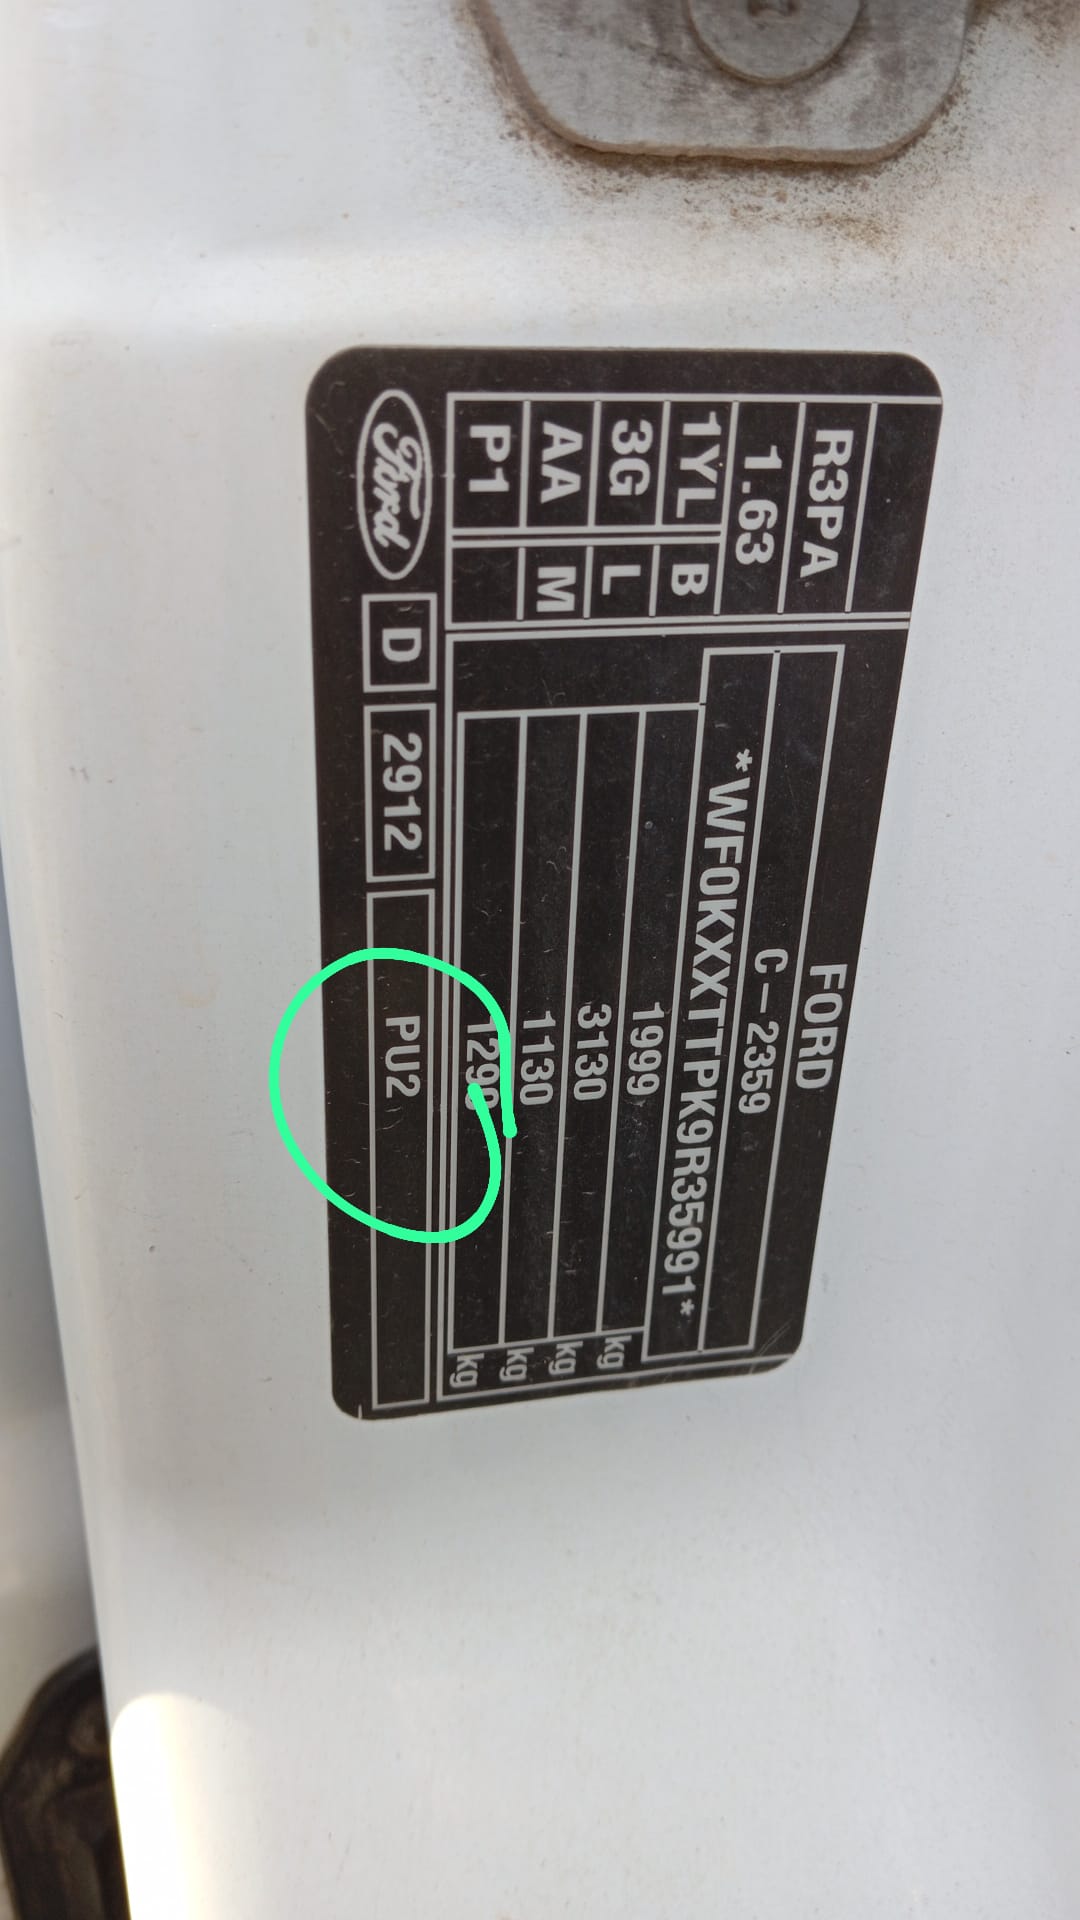 R3PA
1.63
1YL B
3G L
AA M
P1
FORD
C-2359
*WF0KXXTTPK9R35991*
1999 kg
3130 kg
1130 kg
1290 kg
Ford D 2912 PU2